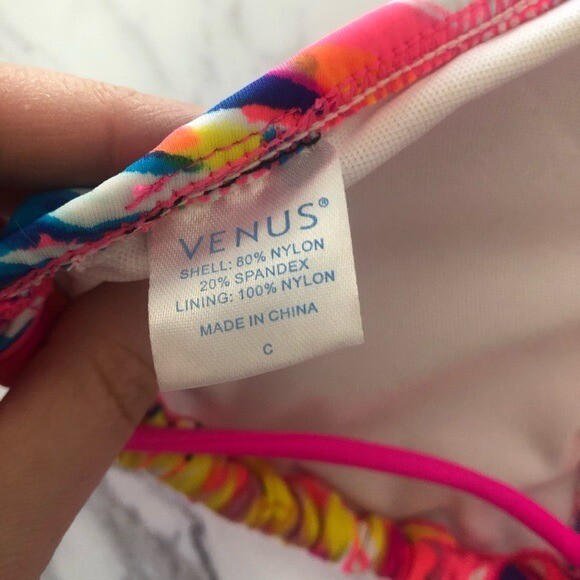 VENUS®
SHELL: 80% NYLON
20% SPANDEX
LINING: 100% NYLON
MADE IN CHINA
C